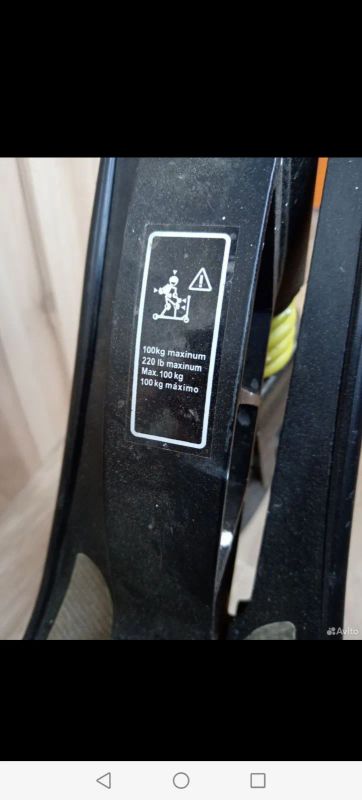 100kg maxinum
220 lb maxinum
Max. 100 kg
100 kg máximo
Avito